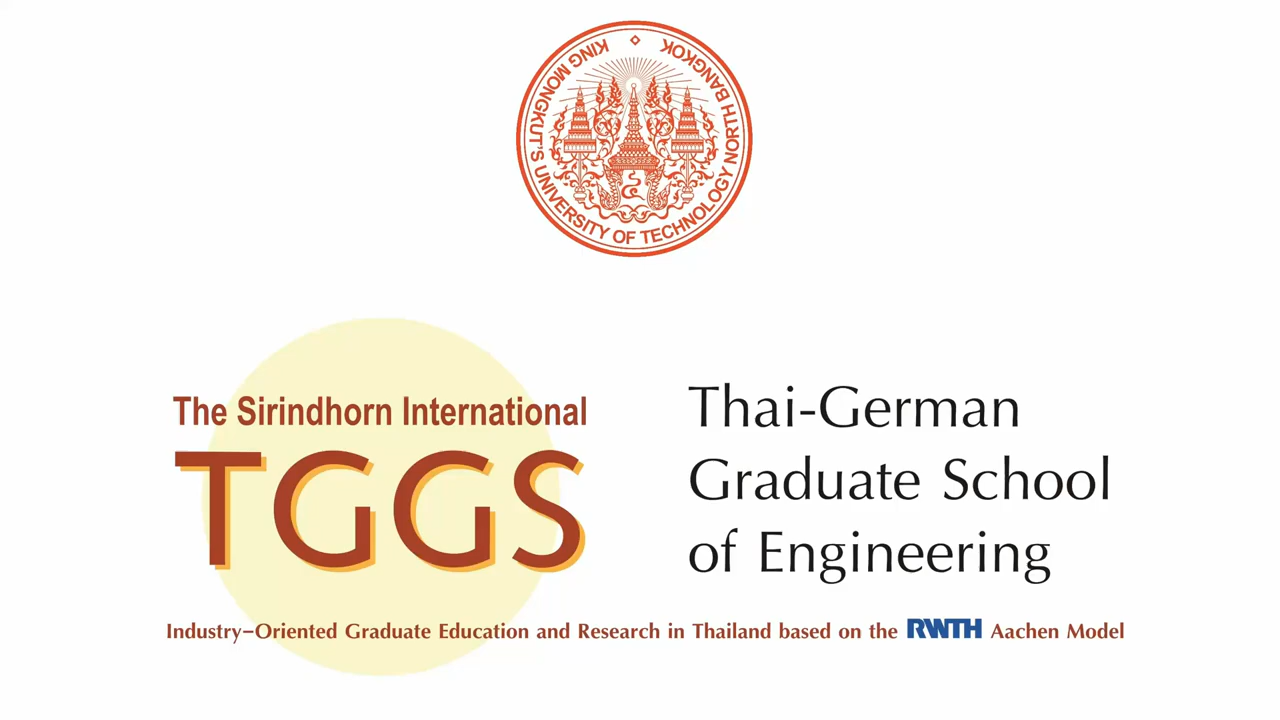 KING MONGKUT'S UNIVERSITY OF TECHNOLOGY NORTH BANGKOK
The Sirindhorn International
TGGS
Thai-German
Graduate School
of Engineering
Industry-Oriented Graduate Education and Research in Thailand based on the RWTH Aachen Model